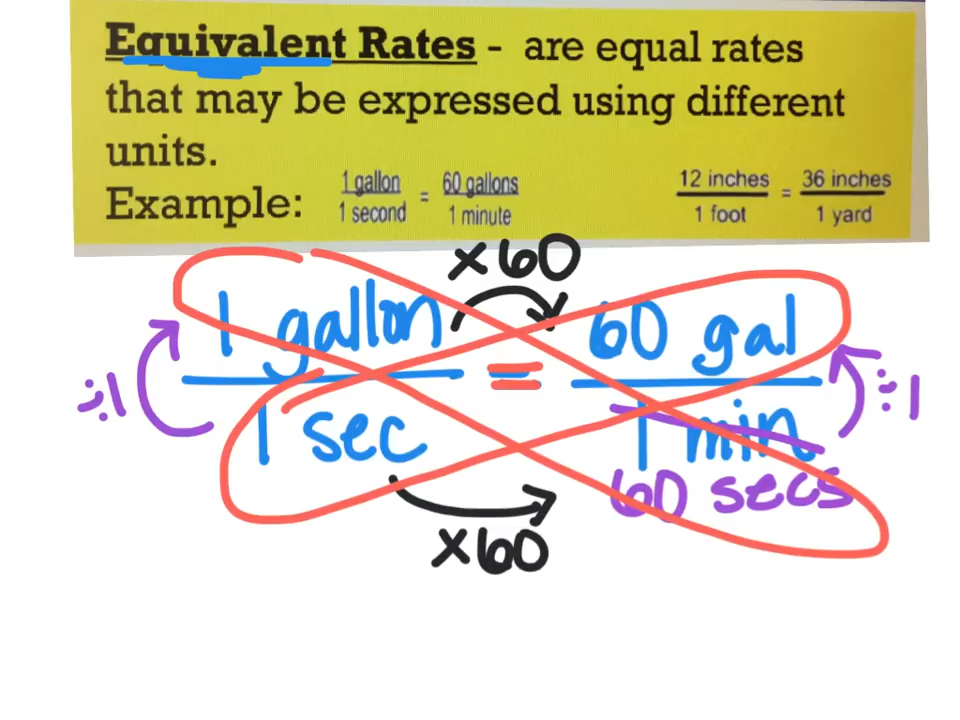 Equivalent Rates - are equal rates
that may be expressed using different
units.
Example: 1 gallon / 1 second = 60 gallons / 1 minute 12 inches / 1 foot = 36 inches / 1 yard
x60
1 gallon = 60 gal
÷1 ÷1
1 sec 1 min
60 secs
x60